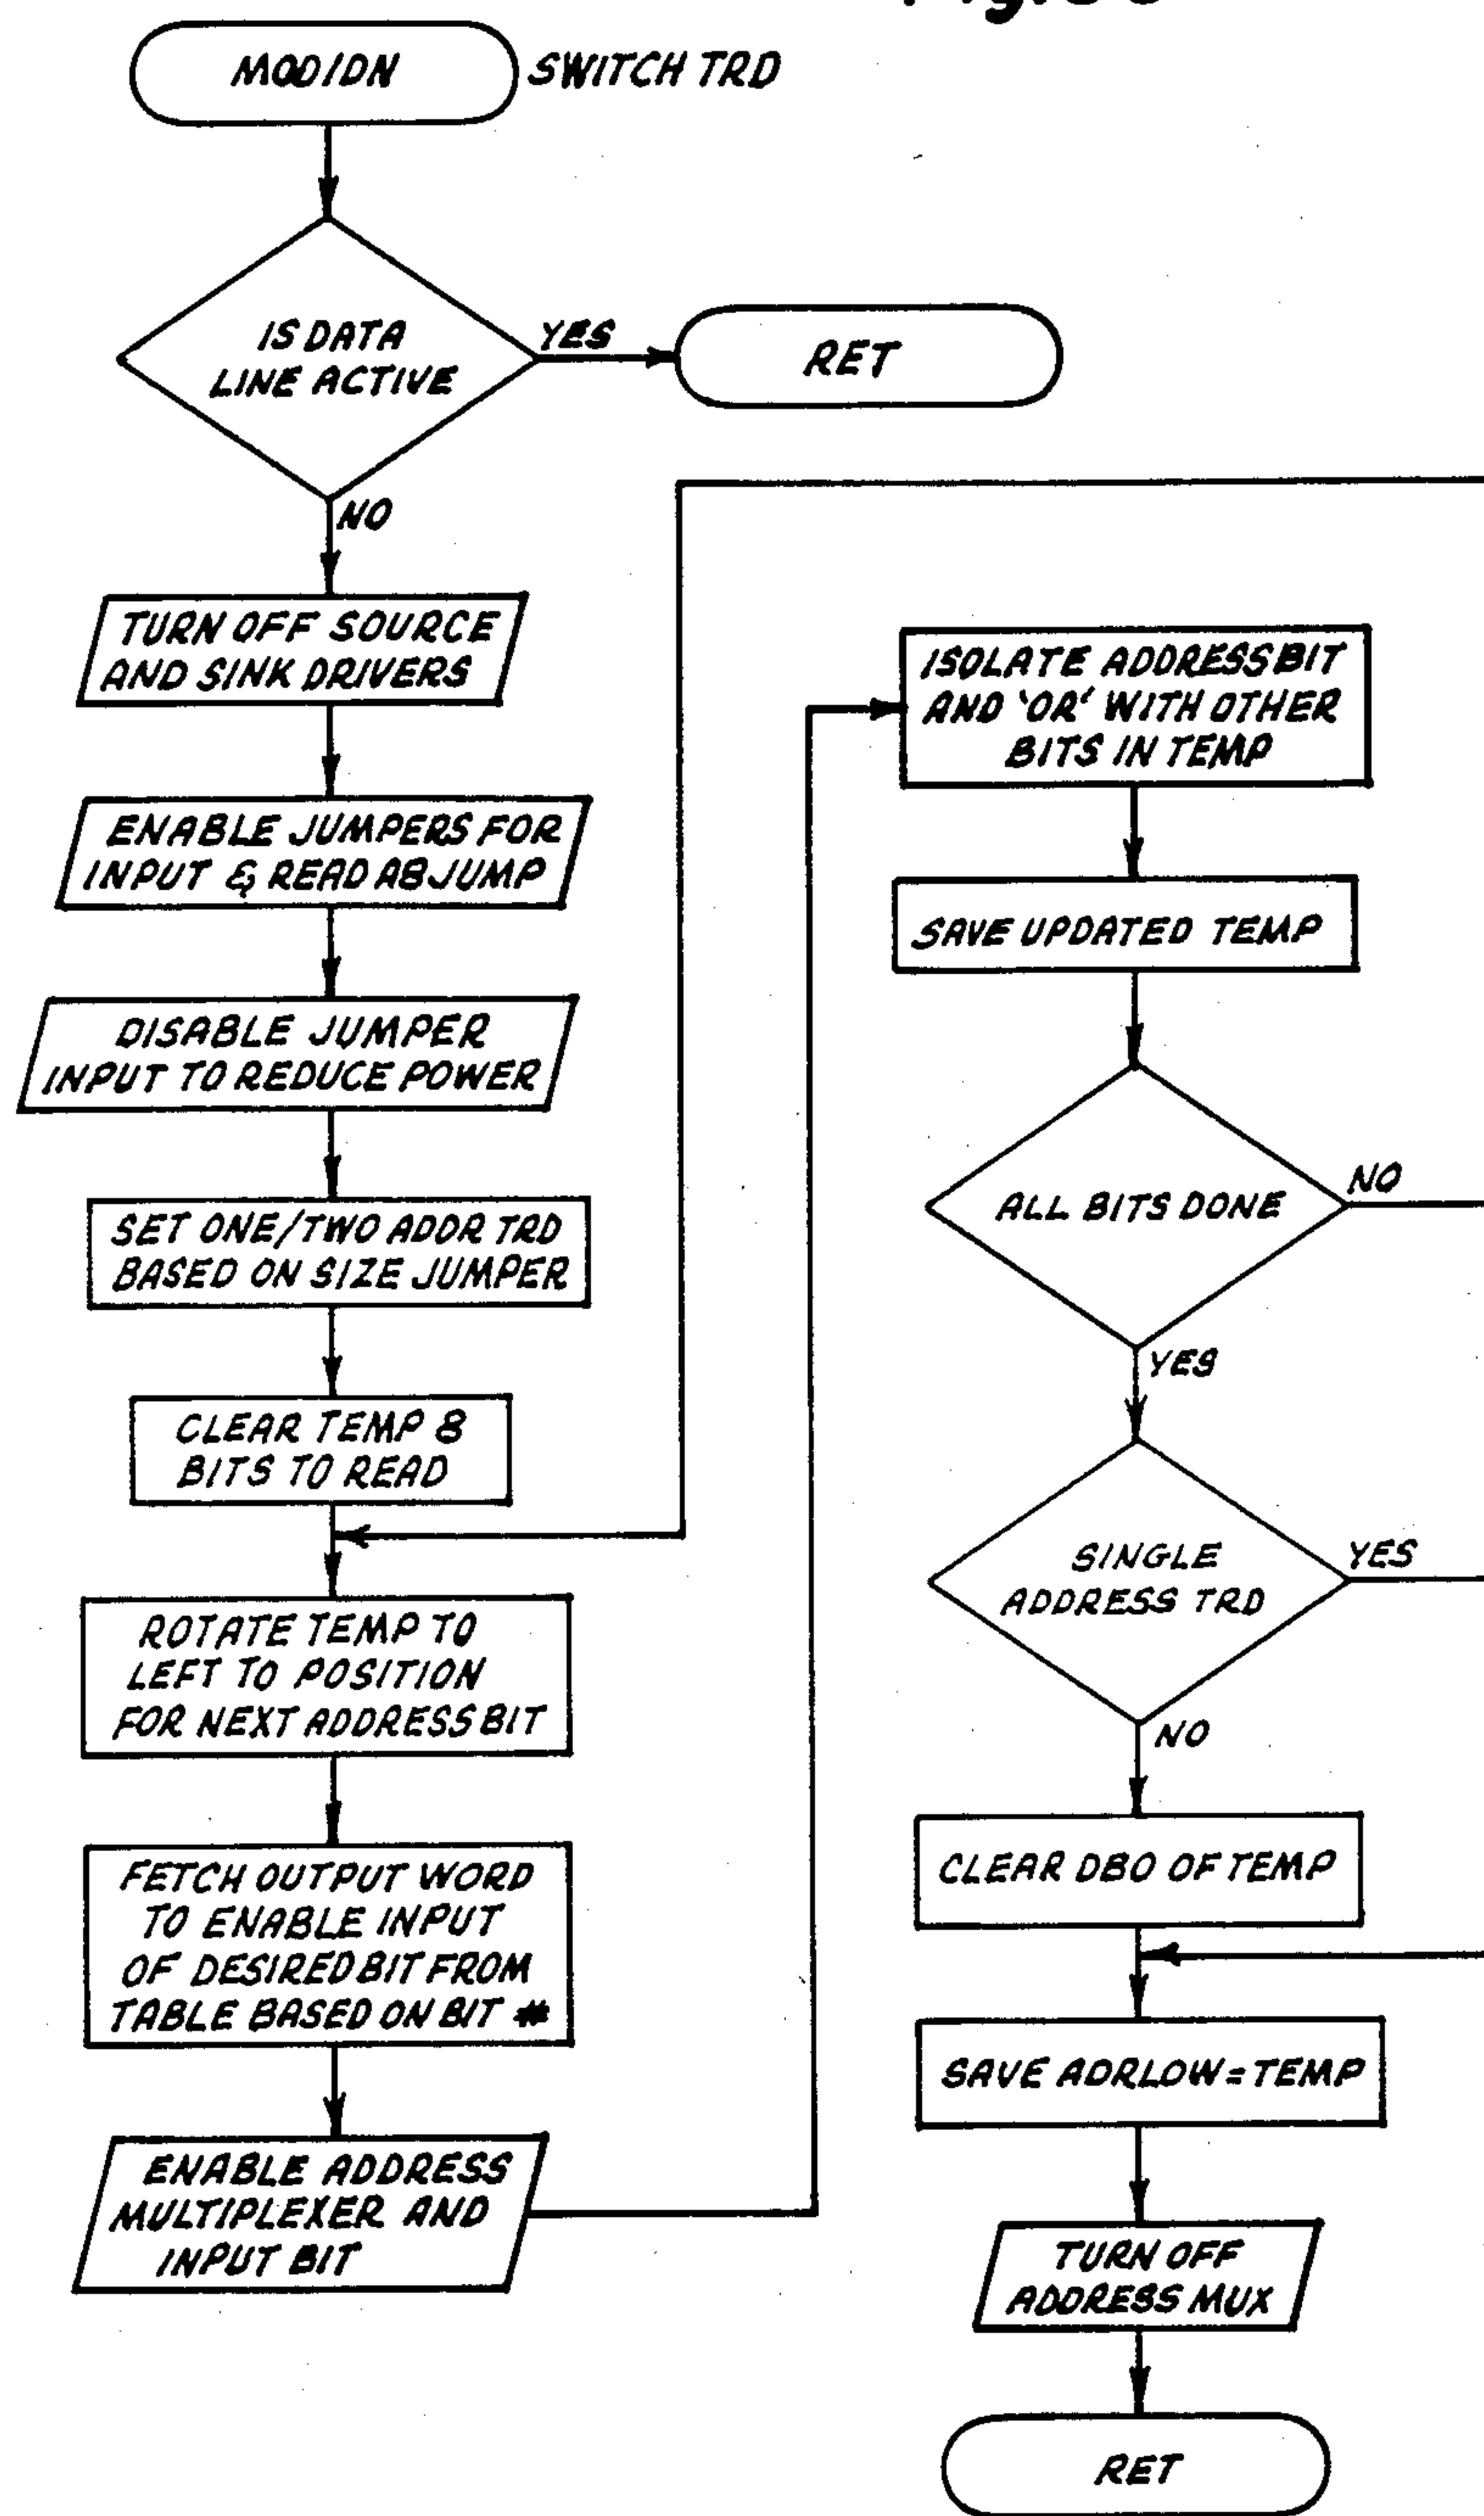 MODIDN
SWITCH TRD
IS DATA
LINE ACTIVE
YES
RET
NO
TURN OFF SOURCE
AND SINK DRIVERS
ENABLE JUMPERS FOR
INPUT & READ AB JUMP
DISABLE JUMPER
INPUT TO REDUCE POWER
SET ONE/TWO ADDR TRD
BASED ON SIZE JUMPER
CLEAR TEMP 8
BITS TO READ
ROTATE TEMP TO
LEFT TO POSITION
FOR NEXT ADDRESS BIT
FETCH OUTPUT WORD
TO ENABLE INPUT
OF DESIRED BIT FROM
TABLE BASED ON BIT #
ENABLE ADDRESS
MULTIPLEXER AND
INPUT BIT
ISOLATE ADDRESS BIT
AND 'OR' WITH OTHER
BITS IN TEMP
SAVE UPDATED TEMP
ALL BITS DONE
NO
YES
SINGLE
ADDRESS TRD
YES
NO
CLEAR DBO OF TEMP
SAVE ADRLOW = TEMP
TURN OFF
ADDRESS MUX
RET